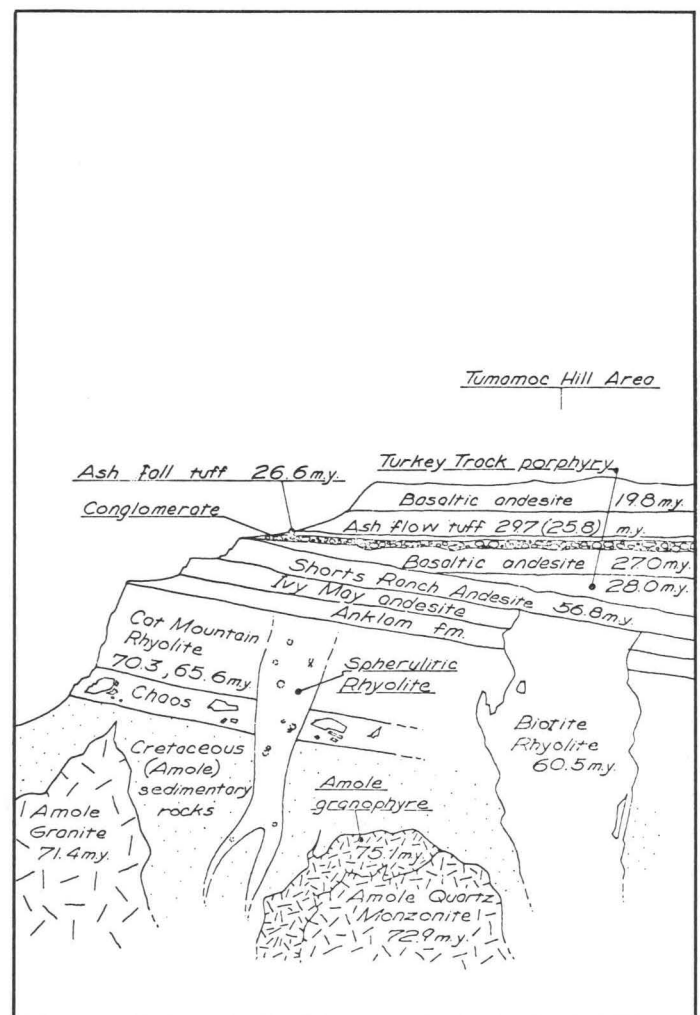 Tumamoc Hill Area
Ash fall tuff 26.6 m.y.
Turkey Track porphyry
Conglomerate
Basaltic andesite 19.8 m.y.
Ash flow tuff 297 (25.8) m.y.
Basaltic andesite 27.0 m.y.
28.0 m.y.
Shorts Ranch Andesite 56.8 m.y.
Ivy May andesite
Anklam fm.
Cat Mountain
Rhyolite
70.3, 65.6 m.y.
Chaos
Spherulitic
Rhyolite
Biotite
Rhyolite
60.5 m.y.
Cretaceous
(Amole)
sedimentary
rocks
Amole
Granite
71.4 m.y.
Amole
granophyre
75.1 m.y.
Amole Quartz
Monzonite
72.9 m.y.